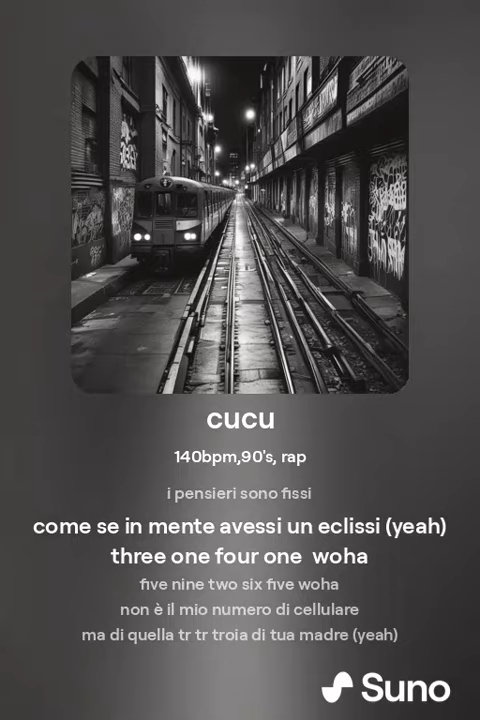 cucu
140bpm,90's, rap
i pensieri sono fissi
come se in mente avessi un eclissi (yeah)
three one four one woha
five nine two six five woha
non è il mio numero di cellulare
ma di quella tr tr troia di tua madre (yeah)
Suno